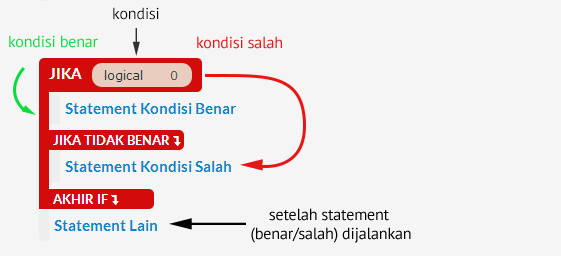 kondisi
kondisi benar
kondisi salah
JIKA logical 0
Statement Kondisi Benar
JIKA TIDAK BENAR ↴
Statement Kondisi Salah
AKHIR IF ↴
Statement Lain
setelah statement
(benar/salah) dijalankan